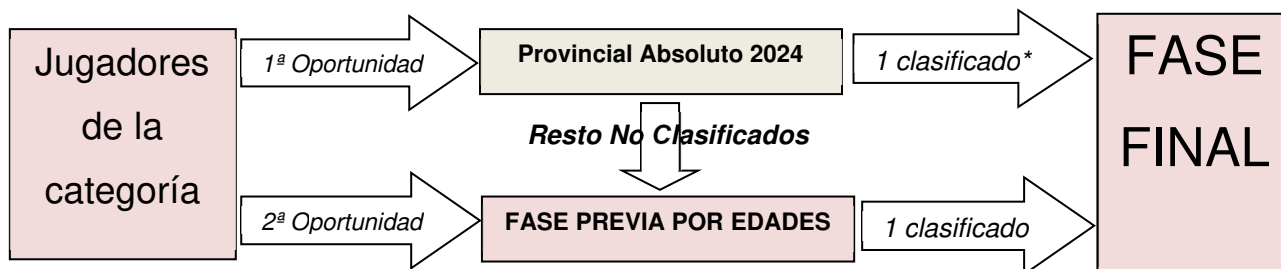 Jugadores
de la
categoría
1ª Oportunidad
Provincial Absoluto 2024
1 clasificado*
Resto No Clasificados
2ª Oportunidad
FASE PREVIA POR EDADES
1 clasificado
FASE
FINAL